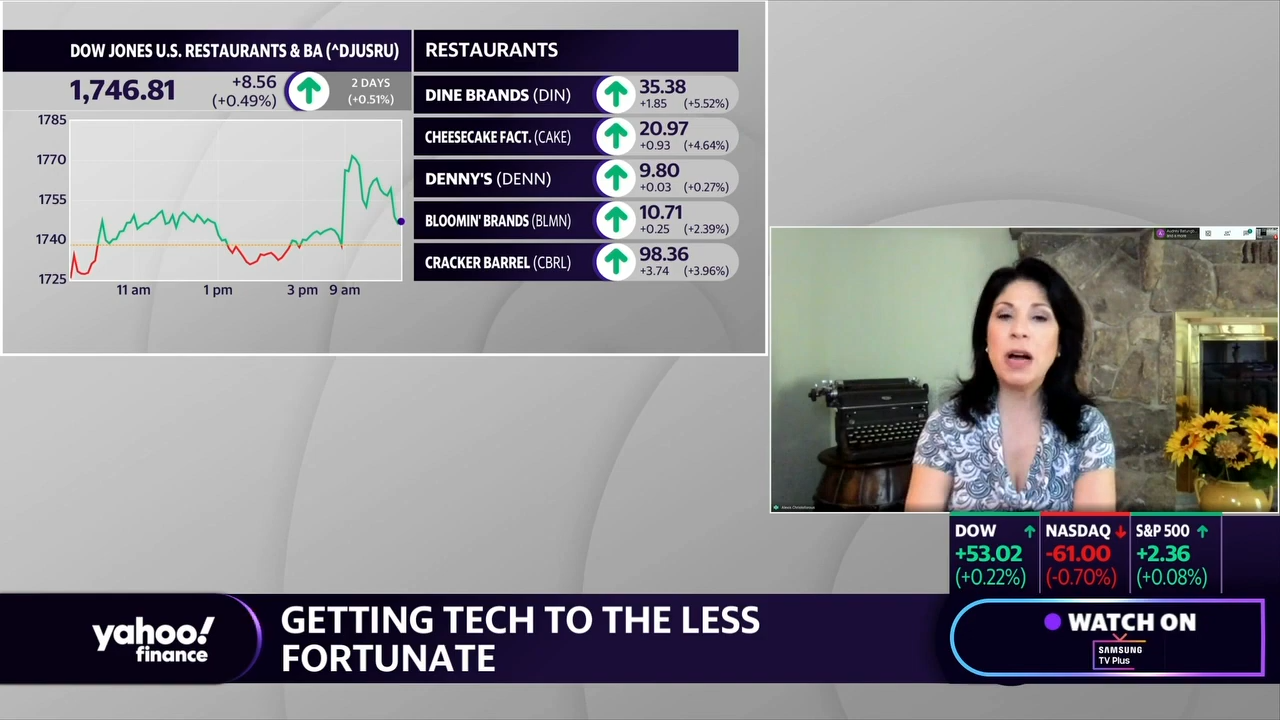 DOW JONES U.S. RESTAURANTS & BA (^DJUSRU)
1,746.81
+8.56
(+0.49%)
2 DAYS
(+0.51%)
1785
1770
1755
1740
1725
11 am 1 pm 3 pm 9 am
RESTAURANTS
DINE BRANDS (DIN) 35.38
+1.85 (+5.52%)
CHEESECAKE FACT. (CAKE) 20.97
+0.93 (+4.64%)
DENNY'S (DENN) 9.80
+0.03 (+0.27%)
BLOOMIN' BRANDS (BLMN) 10.71
+0.25 (+2.39%)
CRACKER BARREL (CBRL) 98.36
+3.74 (+3.96%)
DOW NASDAQ S&P 500
+53.02 -61.00 +2.36
(+0.22%) (-0.70%) (+0.08%)
yahoo!
finance
GETTING TECH TO THE LESS
FORTUNATE
WATCH ON
SAMSUNG
TV Plus